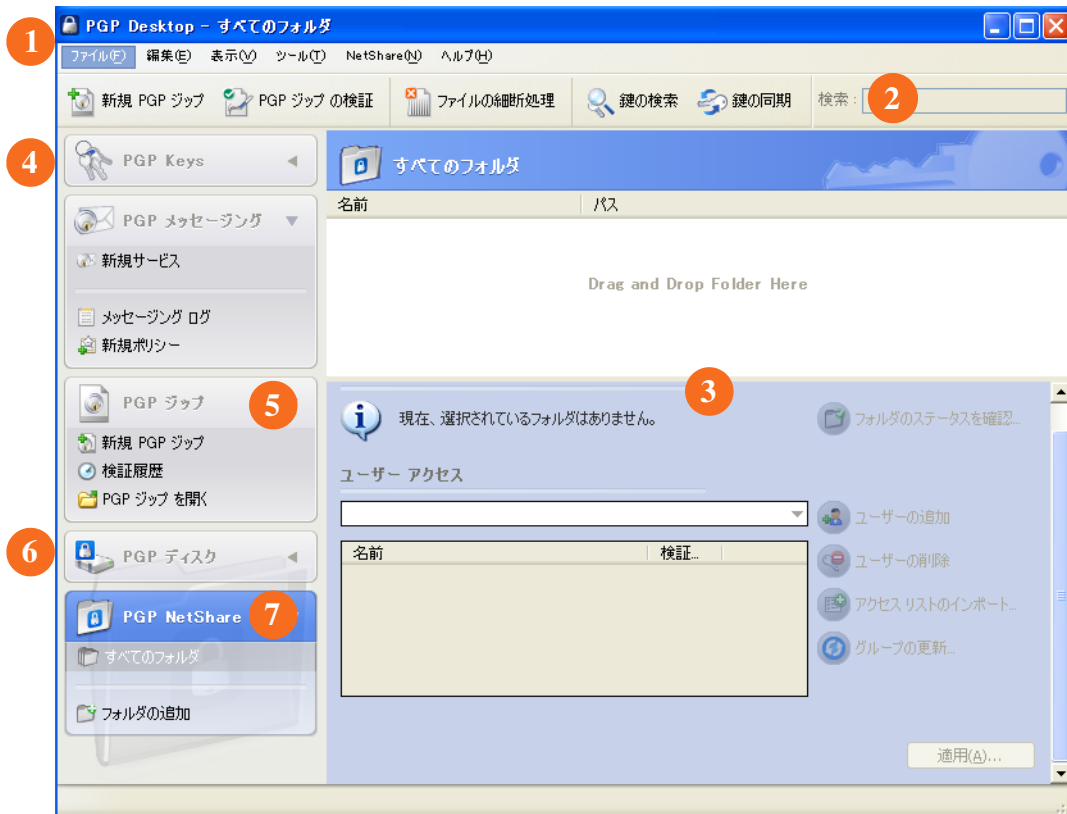 PGP Desktop - すべてのフォルダ
1
ファイル(F) 編集(E) 表示(V) ツール(T) NetShare(N) ヘルプ(H)
新規 PGP ジップ PGP ジップ の検証 ファイルの細断処理 鍵の検索 鍵の同期 検索:
2
4
PGP Keys
PGP メッセージング
新規サービス
メッセージング ログ
新規ポリシー
PGP ジップ
5
新規 PGP ジップ
検証履歴
PGP ジップ を開く
6
PGP ディスク
PGP NetShare
7
すべてのフォルダ
フォルダの追加
すべてのフォルダ
名前 パス
Drag and Drop Folder Here
3
現在、選択されているフォルダはありません。
フォルダのステータスを確認...
ユーザー アクセス
ユーザーの追加
名前 検証...
ユーザーの削除
アクセス リストのインポート...
グループの更新...
適用(A)...